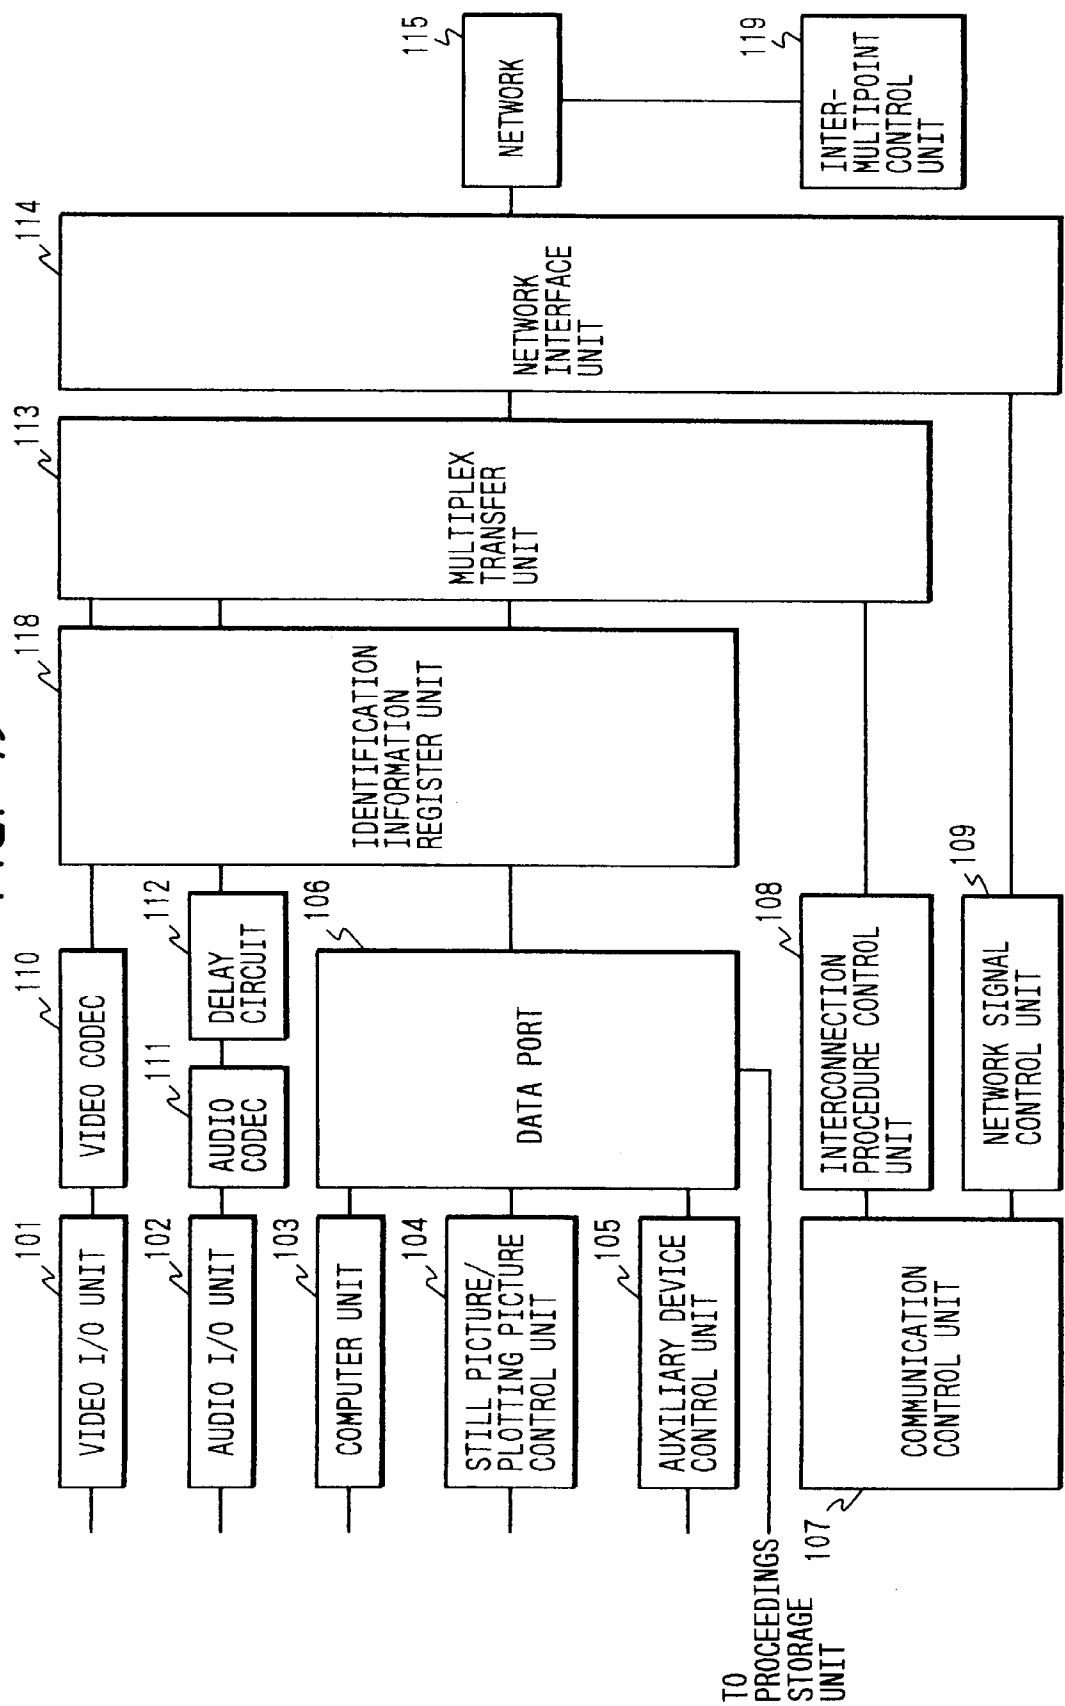 101
VIDEO I/O UNIT
110
VIDEO CODEC
102
AUDIO I/O UNIT
111
AUDIO
CODEC
112
DELAY
CIRCUIT
103
COMPUTER UNIT
104
STILL PICTURE/
PLOTTING PICTURE
CONTROL UNIT
105
AUXILIARY DEVICE
CONTROL UNIT
106
DATA PORT
TO
PROCEEDINGS
STORAGE
UNIT
107
COMMUNICATION
CONTROL UNIT
108
INTERCONNECTION
PROCEDURE CONTROL
UNIT
109
NETWORK SIGNAL
CONTROL UNIT
118
IDENTIFICATION
INFORMATION
REGISTER UNIT
113
MULTIPLEX
TRANSFER
UNIT
114
NETWORK
INTERFACE
UNIT
115
NETWORK
119
INTER-
MULTIPOINT
CONTROL
UNIT